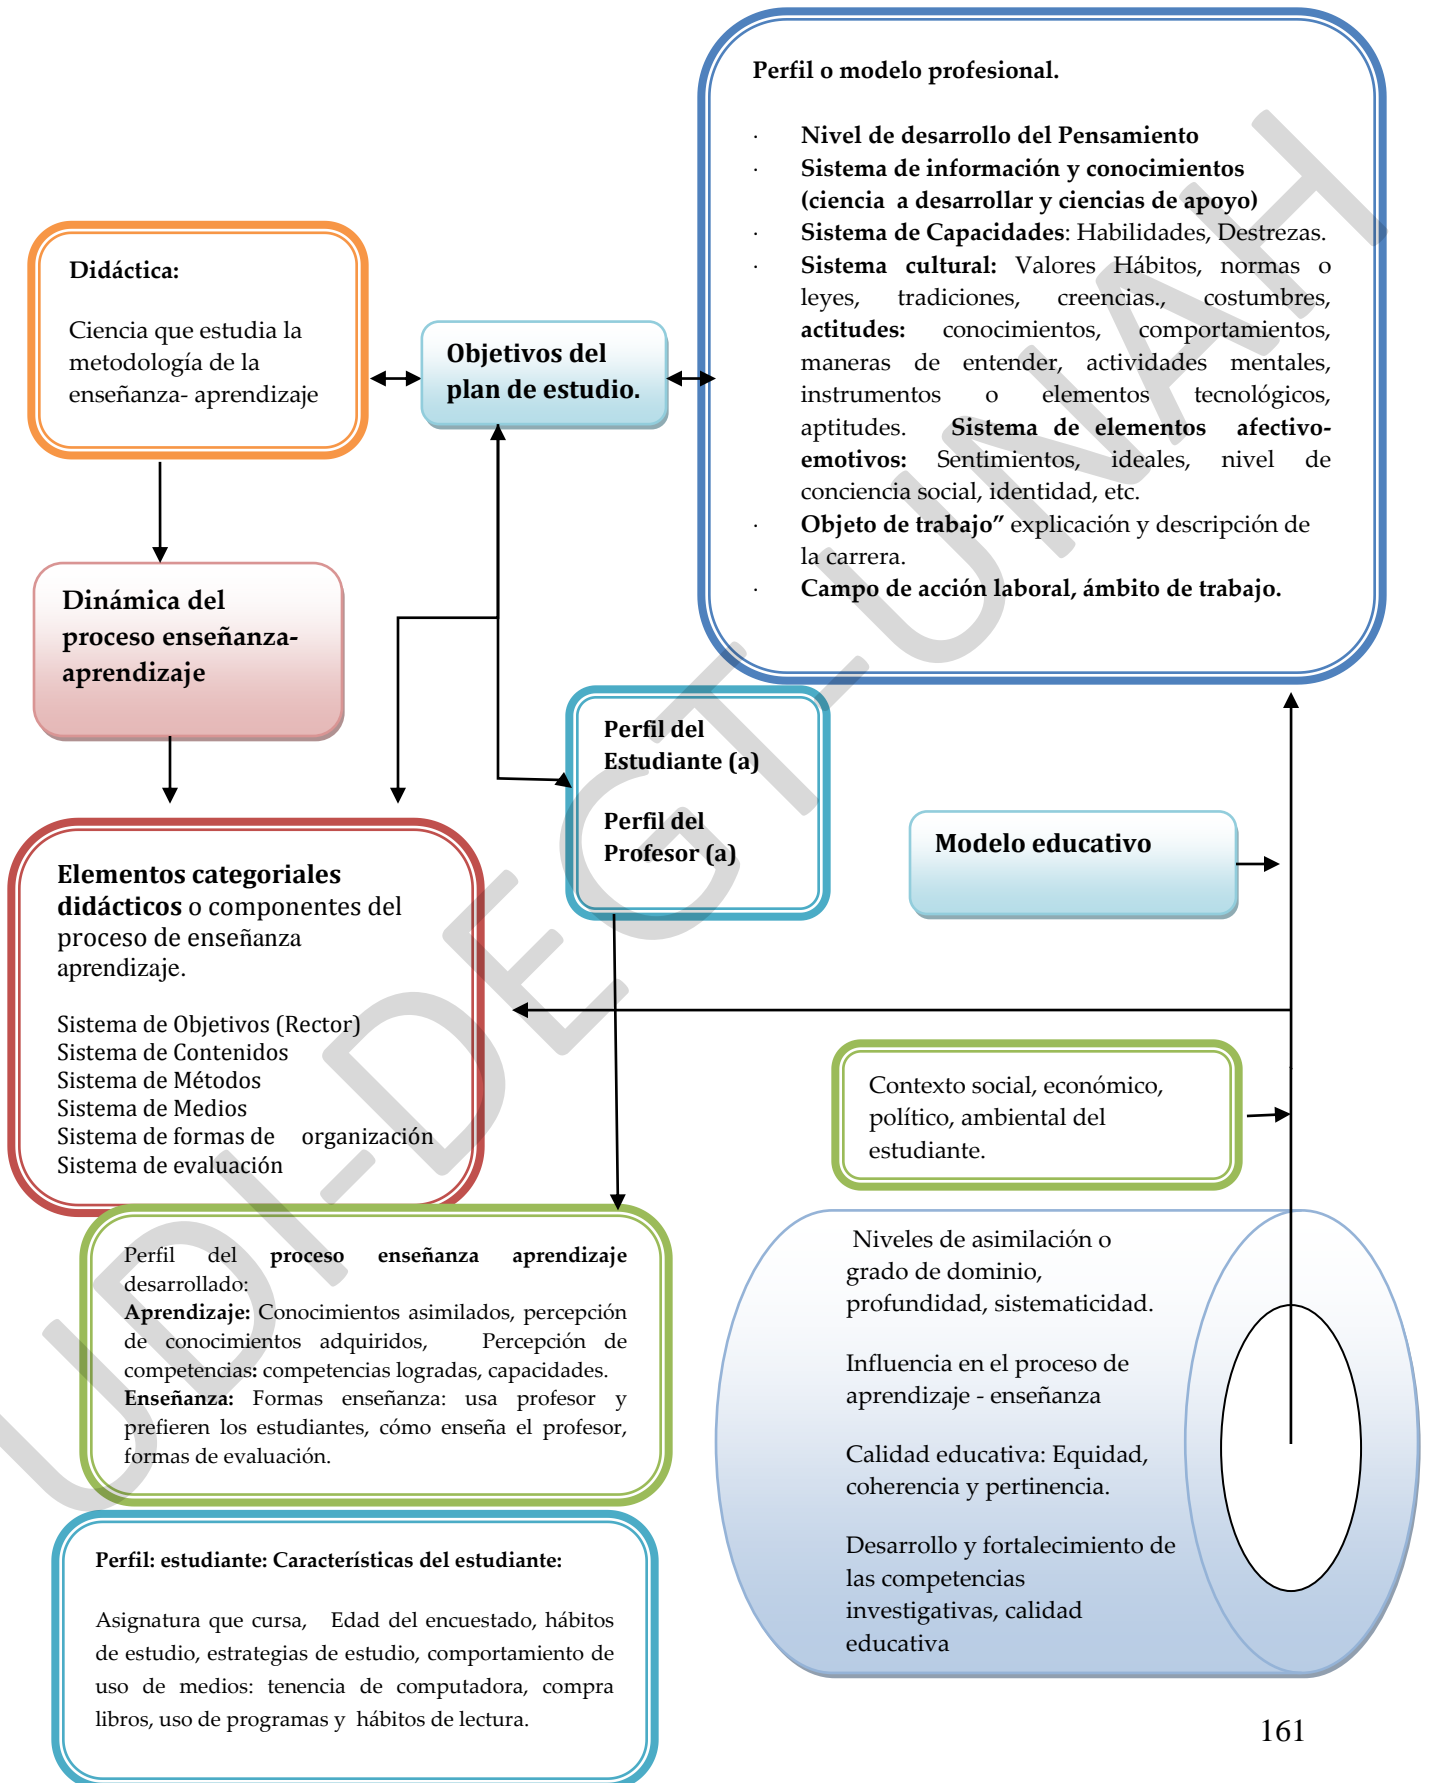 Perfil o modelo profesional.
· Nivel de desarrollo del Pensamiento
· Sistema de información y conocimientos
(ciencia a desarrollar y ciencias de apoyo)
· Sistema de Capacidades: Habilidades, Destrezas.
· Sistema cultural: Valores Hábitos, normas o
leyes, tradiciones, creencias., costumbres,
actitudes: conocimientos, comportamientos,
maneras de entender, actividades mentales,
instrumentos o elementos tecnológicos,
aptitudes. Sistema de elementos afectivo-
emotivos: Sentimientos, ideales, nivel de
conciencia social, identidad, etc.
· Objeto de trabajo” explicación y descripción de
la carrera.
· Campo de acción laboral, ámbito de trabajo.
Didáctica:
Ciencia que estudia la
metodología de la
enseñanza- aprendizaje
Objetivos del
plan de estudio.
Dinámica del
proceso enseñanza-
aprendizaje
Perfil del
Estudiante (a)
Perfil del
Profesor (a)
Modelo educativo
Elementos categoriales
didácticos o componentes del
proceso de enseñanza
aprendizaje.
Sistema de Objetivos (Rector)
Sistema de Contenidos
Sistema de Métodos
Sistema de Medios
Sistema de formas de organización
Sistema de evaluación
Contexto social, económico,
político, ambiental del
estudiante.
Perfil del proceso enseñanza aprendizaje
desarrollado:
Aprendizaje: Conocimientos asimilados, percepción
de conocimientos adquiridos, Percepción de
competencias: competencias logradas, capacidades.
Enseñanza: Formas enseñanza: usa profesor y
prefieren los estudiantes, cómo enseña el profesor,
formas de evaluación.
Niveles de asimilación o
grado de dominio,
profundidad, sistematicidad.
Influencia en el proceso de
aprendizaje - enseñanza
Calidad educativa: Equidad,
coherencia y pertinencia.
Desarrollo y fortalecimiento de
las competencias
investigativas, calidad
educativa
Perfil: estudiante: Características del estudiante:
Asignatura que cursa, Edad del encuestado, hábitos
de estudio, estrategias de estudio, comportamiento de
uso de medios: tenencia de computadora, compra
libros, uso de programas y hábitos de lectura.
161
UDI-DEGT-UNAH